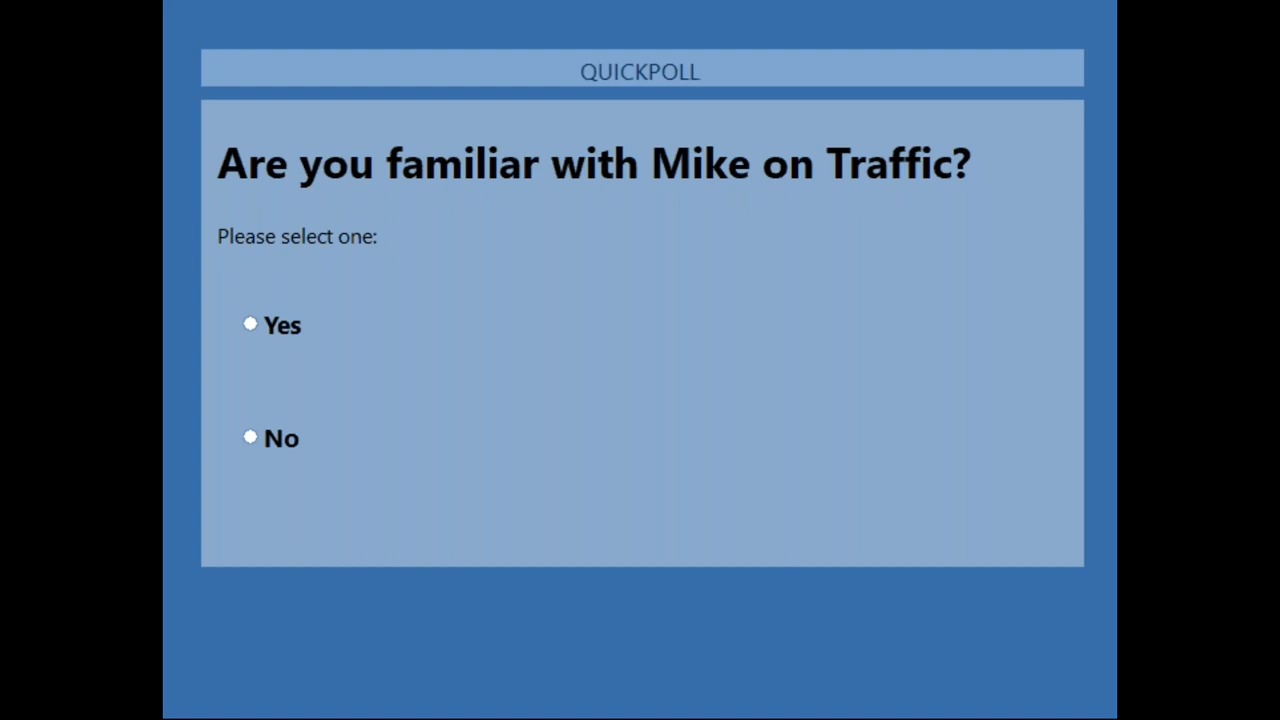 QUICKPOLL
Are you familiar with Mike on Traffic?
Please select one:
Yes
No